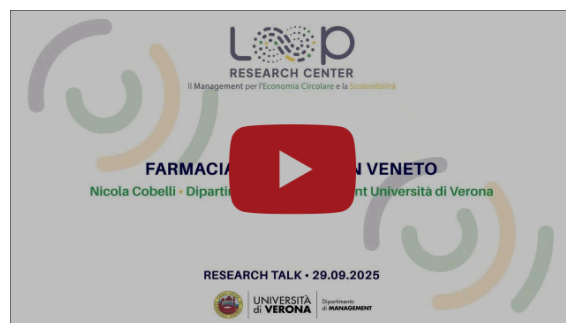 LOOP
RESEARCH CENTER
Il Management per l'Economia Circolare e la Sostenibilità
FARMACIA N VENETO
Nicola Cobelli • Diparti nt Università di Verona
RESEARCH TALK • 29.09.2025
UNIVERSITÀ
di VERONA
Dipartimento
di MANAGEMENT